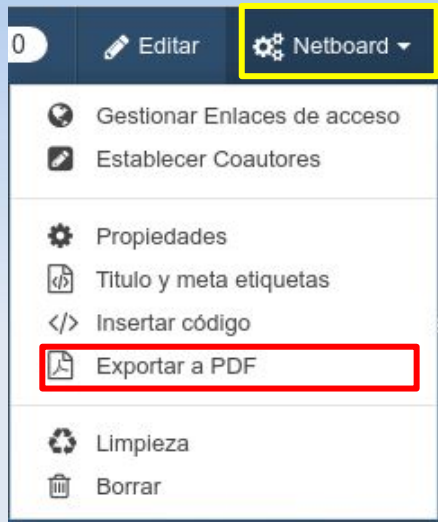 0 Editar Netboard
Gestionar Enlaces de acceso
Establecer Coautores
Propiedades
Titulo y meta etiquetas
</> Insertar código
Exportar a PDF
Limpieza
Borrar